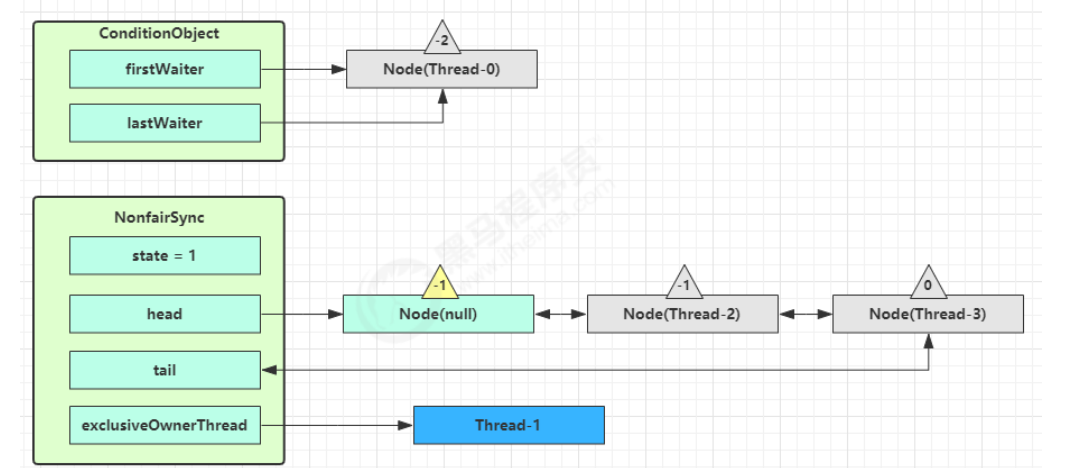 ConditionObject
-2
firstWaiter
Node(Thread-0)
lastWaiter
NonfairSync
state = 1
-1
-1
0
head
Node(null)
Node(Thread-2)
Node(Thread-3)
tail
exclusiveOwnerThread
Thread-1
黑马程序员
www.itheima.com